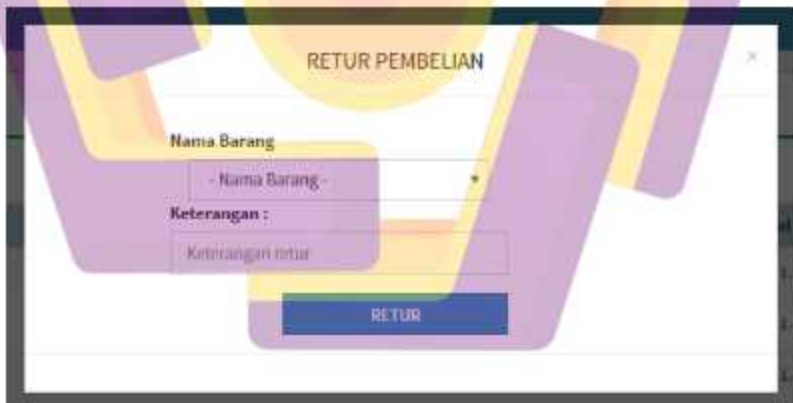 RETUR PEMBELIAN
×
Nama Barang
- Nama Barang -
Keterangan :
Keterangan retur
RETUR